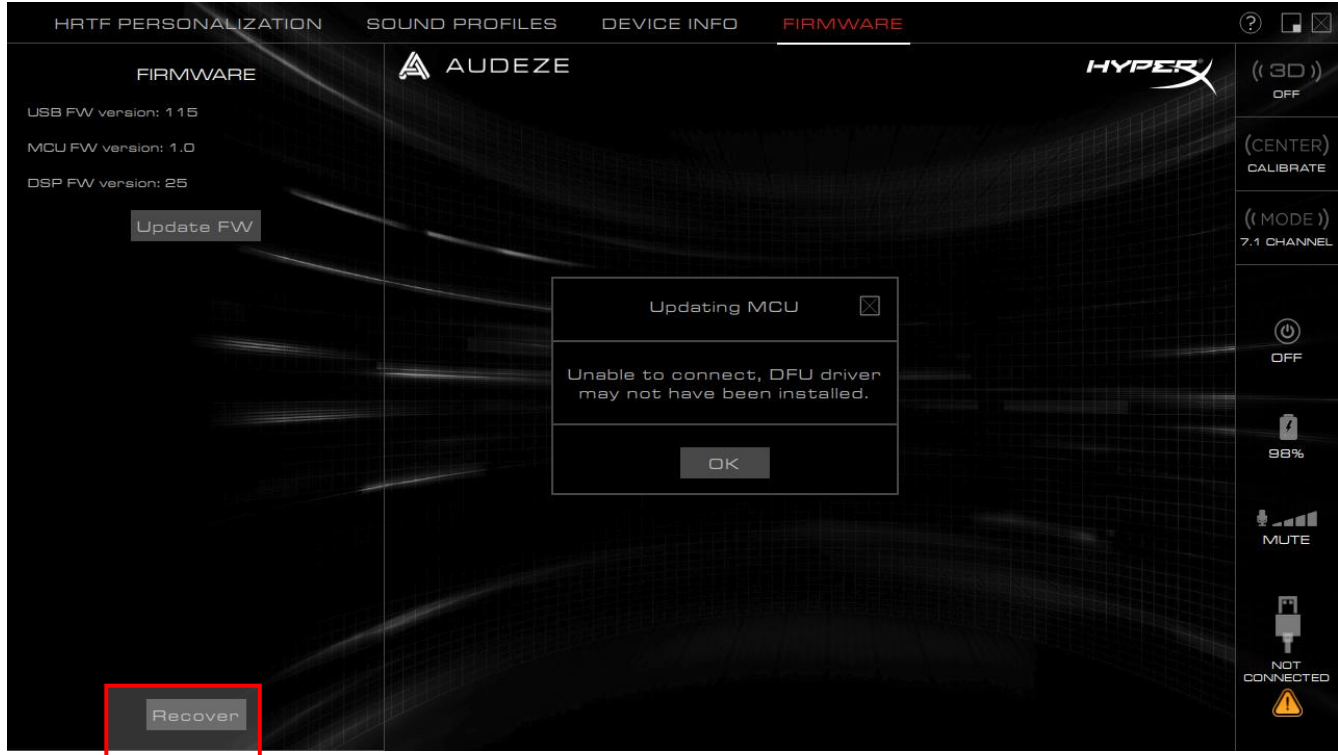 HRTF PERSONALIZATION SOUND PROFILES DEVICE INFO FIRMWARE ?
FIRMWARE
USB FW version: 115
MCU FW version: 1.0
DSP FW version: 25
Update FW
Recover
AUDEZE
HYPERX
Updating MCU
Unable to connect, DFU driver
may not have been installed.
OK
((3D))
OFF
(CENTER)
CALIBRATE
((MODE))
7.1 CHANNEL
OFF
98%
MUTE
NOT
CONNECTED